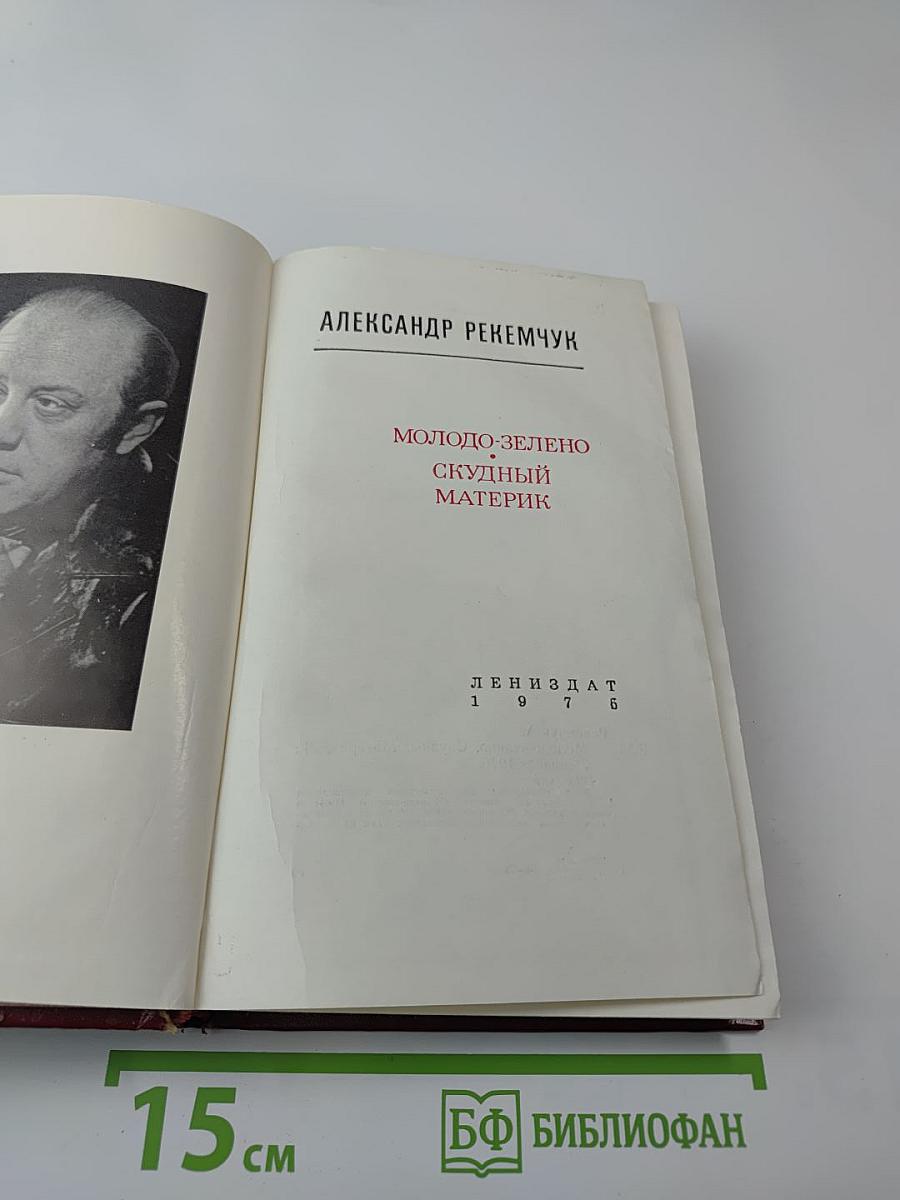 АЛЕКСАНДР РЕКЕМЧУК
МОЛОДО-ЗЕЛЕНО
•
СКУДНЫЙ
МАТЕРИК
ЛЕНИЗДАТ
1976
15 см
БФ БИБЛИОФАН